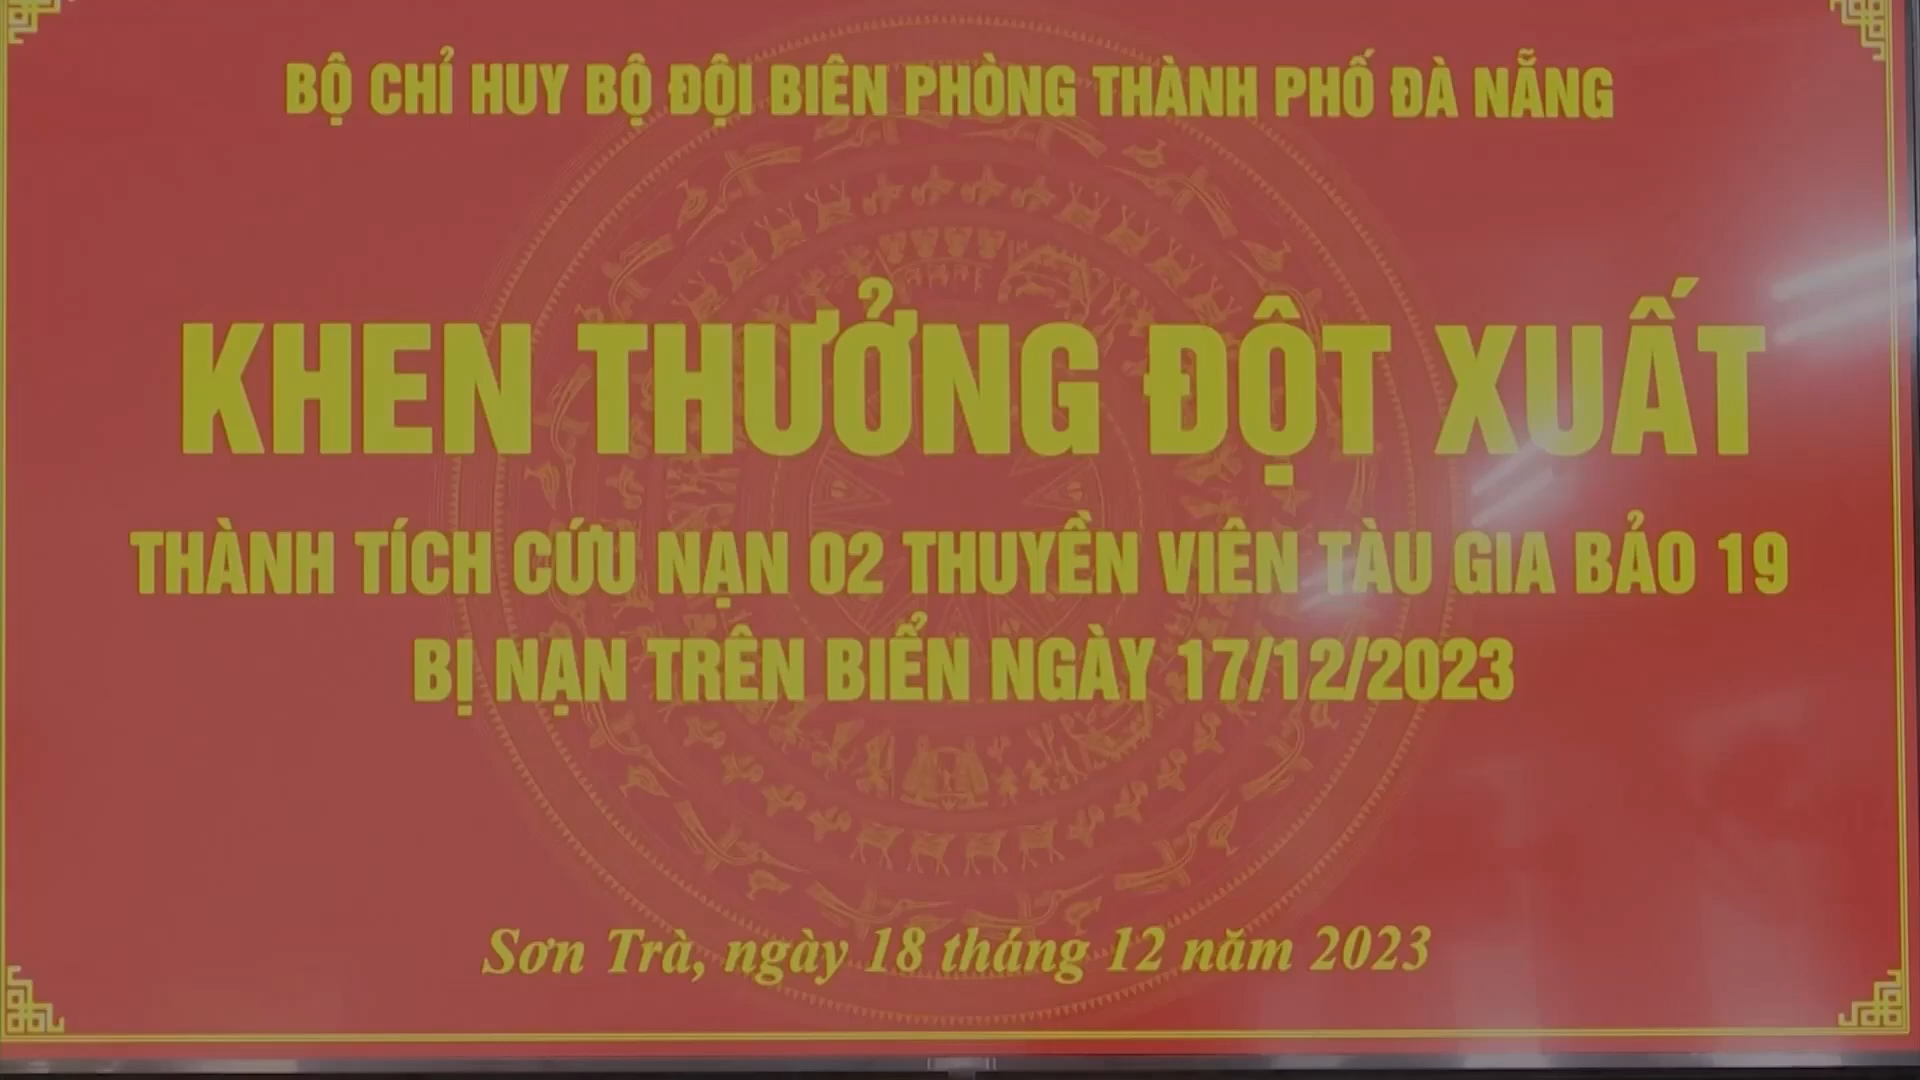 BỘ CHỈ HUY BỘ ĐỘI BIÊN PHÒNG THÀNH PHỐ ĐÀ NẴNG
KHEN THƯỞNG ĐỘT XUẤT
THÀNH TÍCH CỨU NẠN 02 THUYỀN VIÊN TÀU GIA BẢO 19
BỊ NẠN TRÊN BIỂN NGÀY 17/12/2023
Sơn Trà, ngày 18 tháng 12 năm 2023